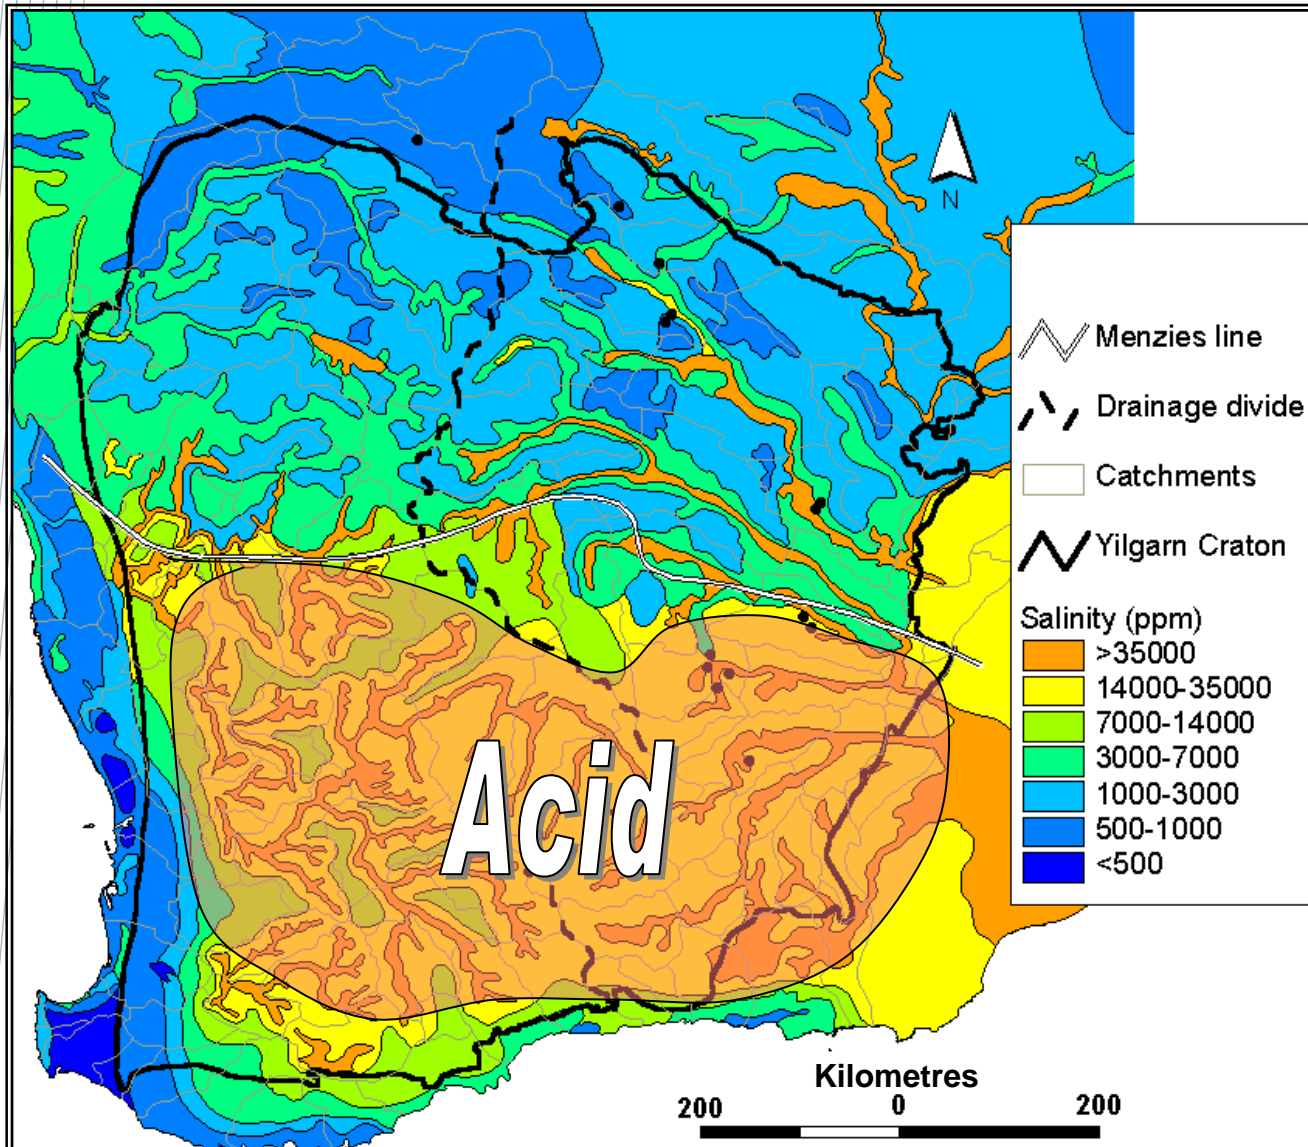 N
Menzies line
Drainage divide
Catchments
Yilgarn Craton
Salinity (ppm)
>35000
14000-35000
7000-14000
3000-7000
1000-3000
500-1000
<500
Acid
Kilometres
200 0 200